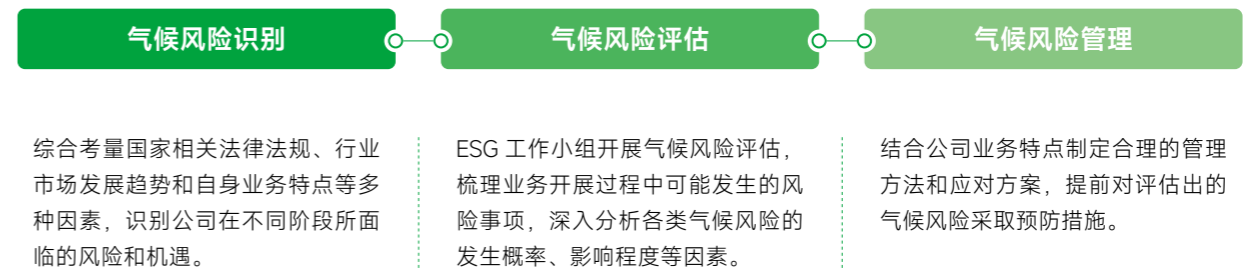 气候风险识别
气候风险评估
气候风险管理
综合考量国家相关法律法规、行业
市场发展趋势和自身业务特点等多
种因素，识别公司在不同阶段所面
临的风险和机遇。
ESG 工作小组开展气候风险评估，
梳理业务开展过程中可能发生的风
险事项，深入分析各类气候风险的
发生概率、影响程度等因素。
结合公司业务特点制定合理的管理
方法和应对方案，提前对评估出的
气候风险采取预防措施。